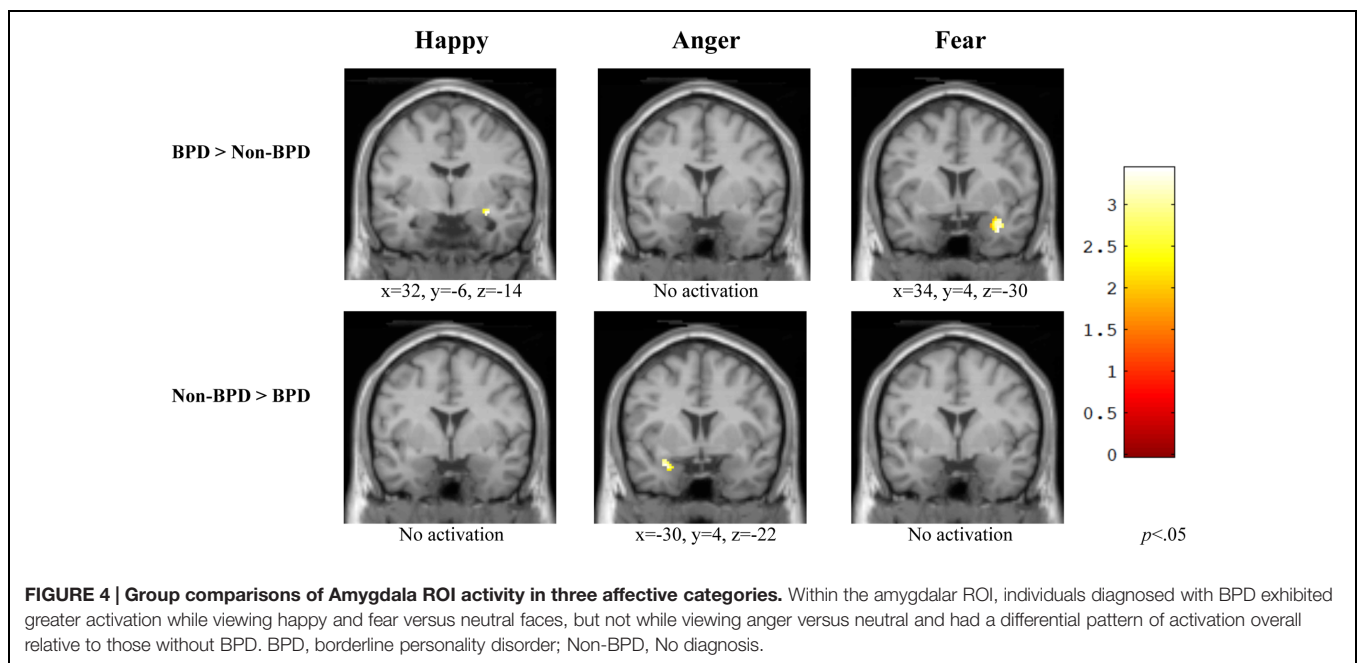 Happy Anger Fear
BPD > Non-BPD
x=32, y=-6, z=-14 No activation x=34, y=4, z=-30
3
2.5
2
1.5
1
0.5
0
Non-BPD > BPD
No activation x=-30, y=4, z=-22 No activation p<.05
FIGURE 4 | Group comparisons of Amygdala ROI activity in three affective categories. Within the amygdalar ROI, individuals diagnosed with BPD exhibited
greater activation while viewing happy and fear versus neutral faces, but not while viewing anger versus neutral and had a differential pattern of activation overall
relative to those without BPD. BPD, borderline personality disorder; Non-BPD, No diagnosis.